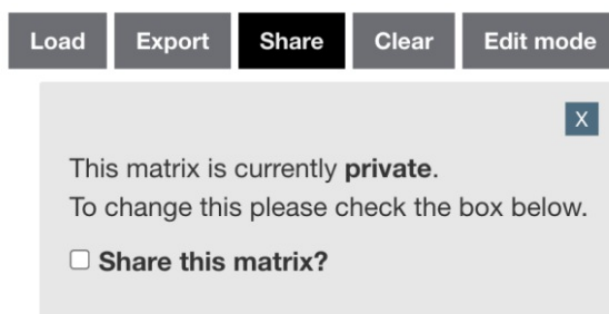 Load Export Share Clear Edit mode
X
This matrix is currently private.
To change this please check the box below.
Share this matrix?